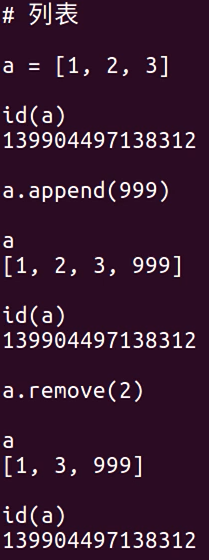 # 列表
a = [1, 2, 3]
id(a)
139904497138312
a.append(999)
a
[1, 2, 3, 999]
id(a)
139904497138312
a.remove(2)
a
[1, 3, 999]
id(a)
139904497138312